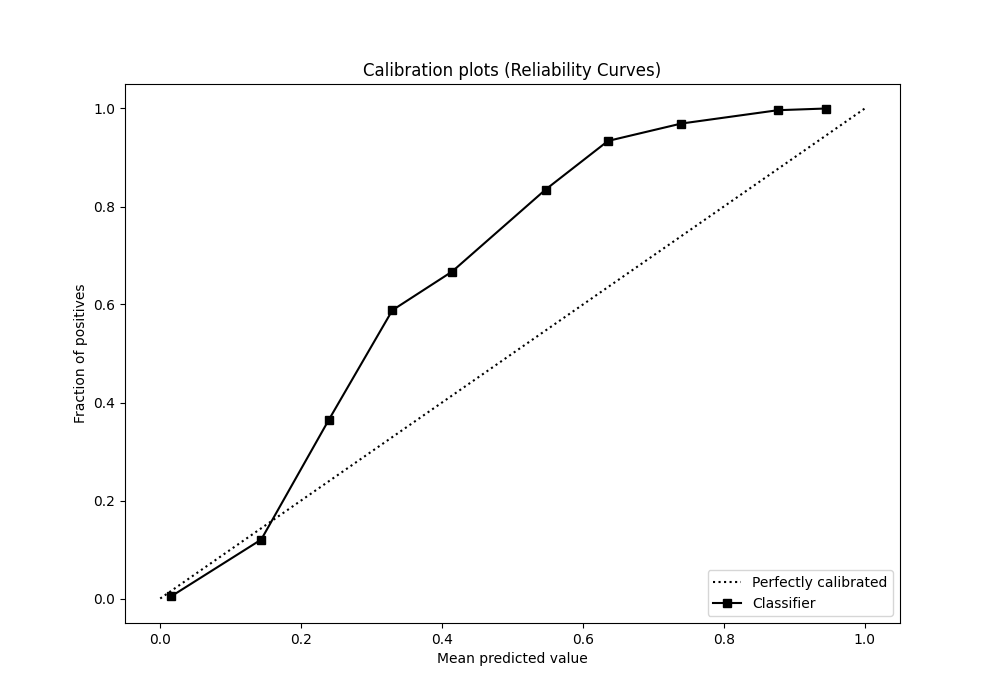 Calibration plots (Reliability Curves)
1.0
0.8
0.6
0.4
0.2
0.0
Fraction of positives
Perfectly calibrated
Classifier
0.0 0.2 0.4 0.6 0.8 1.0
Mean predicted value